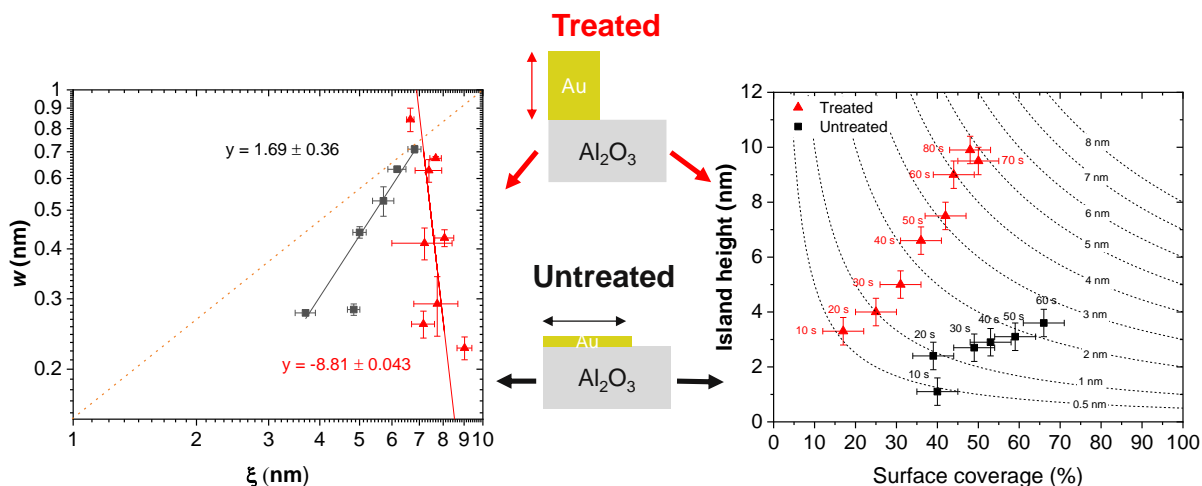 Treated
Au
Al2O3
Untreated
Au
Al2O3
1
0.9
0.8
0.7
0.6
0.5
0.4
0.3
0.2
w (nm)
y = 1.69 ± 0.36
y = -8.81 ± 0.043
1 2 3 4 5 6 7 8 9 10
ξ (nm)
12
10
8
6
4
2
0
Island height (nm)
Treated
Untreated
80 s
70 s
60 s
50 s
40 s
30 s
20 s
10 s
60 s
50 s
40 s
30 s
20 s
10 s
8 nm
7 nm
6 nm
5 nm
4 nm
3 nm
2 nm
1 nm
0.5 nm
0 10 20 30 40 50 60 70 80 90 100
Surface coverage (%)